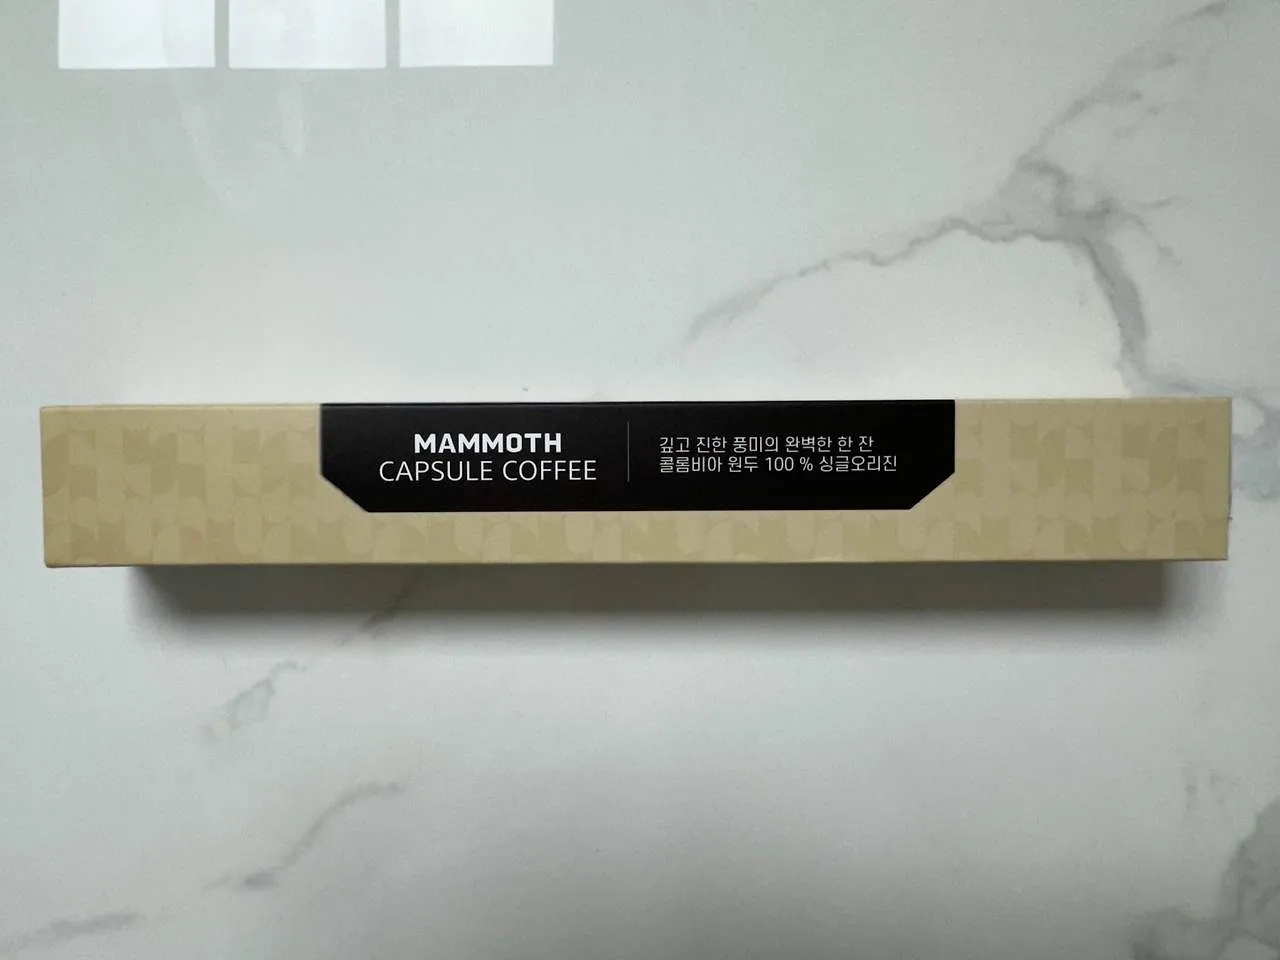 MAMMOTH
CAPSULE COFFEE
깊고 진한 풍미의 완벽한 한 잔
콜롬비아 원두 100 % 싱글오리진